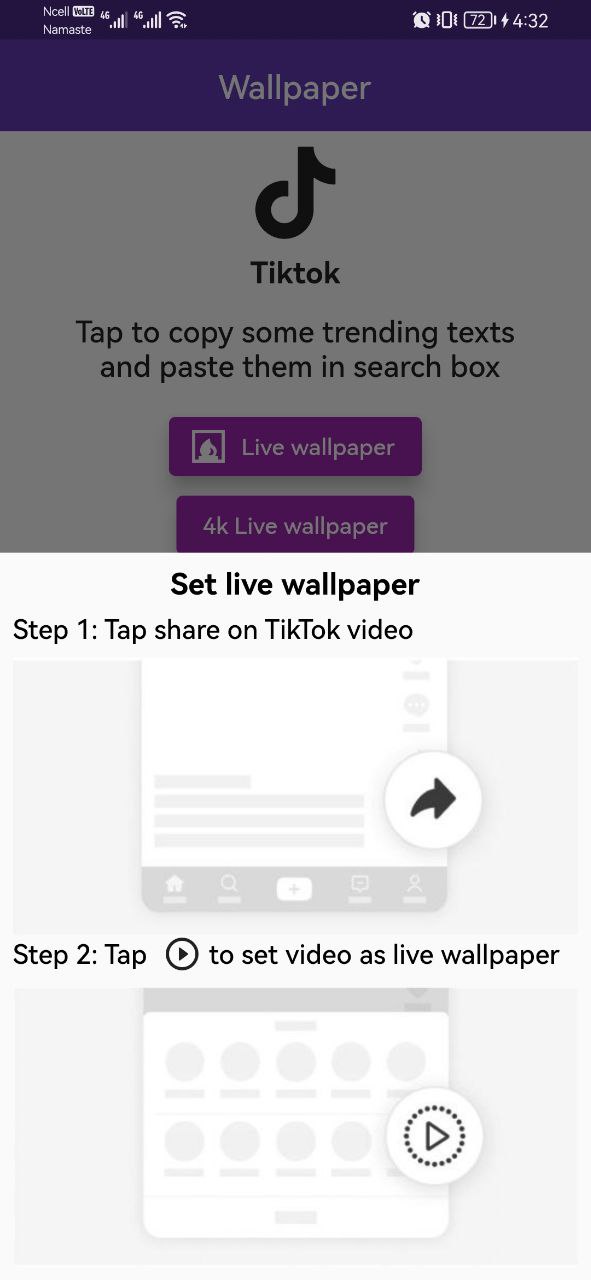 Ncell VoLTE 4G 4G 72 4:32
Namaste
Wallpaper
Tiktok
Tap to copy some trending texts
and paste them in search box
Live wallpaper
4k Live wallpaper
Set live wallpaper
Step 1: Tap share on TikTok video
Step 2: Tap to set video as live wallpaper